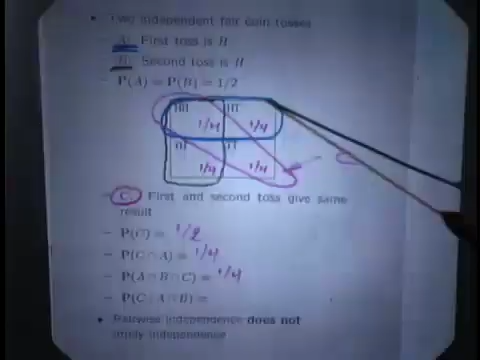 • Two independent fair coin tosses
– A: First toss is H
– B: Second toss is H
– P(A) = P(B) = 1/2
HH HT
1/4 1/4
TH TT
1/4 1/4
C
– C: First and second toss give same
result
– P(C) = 1/2
– P(C ∩ A) = 1/4
– P(A ∩ B ∩ C) = 1/4
– P(C | A ∩ B) =
• Pairwise independence does not
imply independence